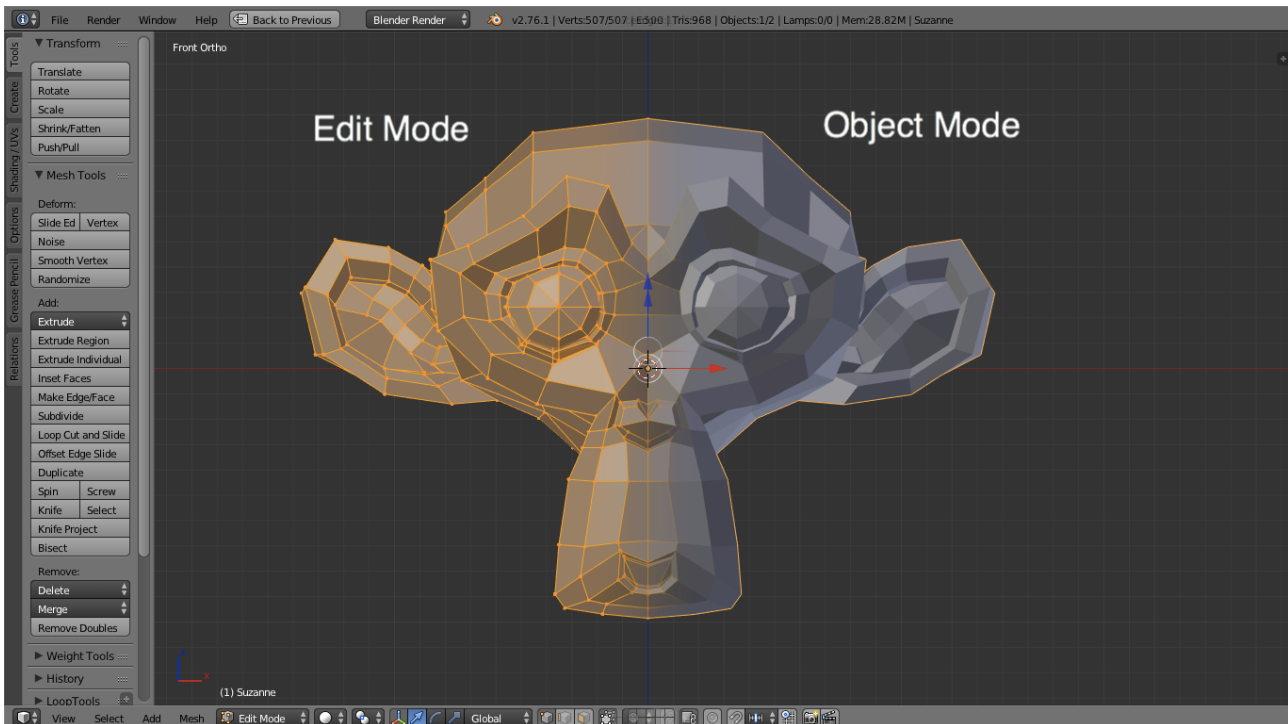 File Render Window Help Back to Previous Blender Render v2.76.1 | Verts:507/507 | Tris:968 | Objects:1/2 | Lamps:0/0 | Mem:28.82M | Suzanne
Tools
Create
Shading / UVs
Options
Grease Pencil
Relations
Transform
Translate
Rotate
Scale
Shrink/Fatten
Push/Pull
Mesh Tools
Deform:
Slide Ed Vertex
Noise
Smooth Vertex
Randomize
Add:
Extrude
Extrude Region
Extrude Individual
Inset Faces
Make Edge/Face
Subdivide
Loop Cut and Slide
Offset Edge Slide
Duplicate
Spin Screw
Knife Select
Knife Project
Bisect
Remove:
Delete
Merge
Remove Doubles
Weight Tools
History
LoopTools
Front Ortho
Edit Mode
Object Mode
z
x
(1) Suzanne
View Select Add Mesh Edit Mode Global